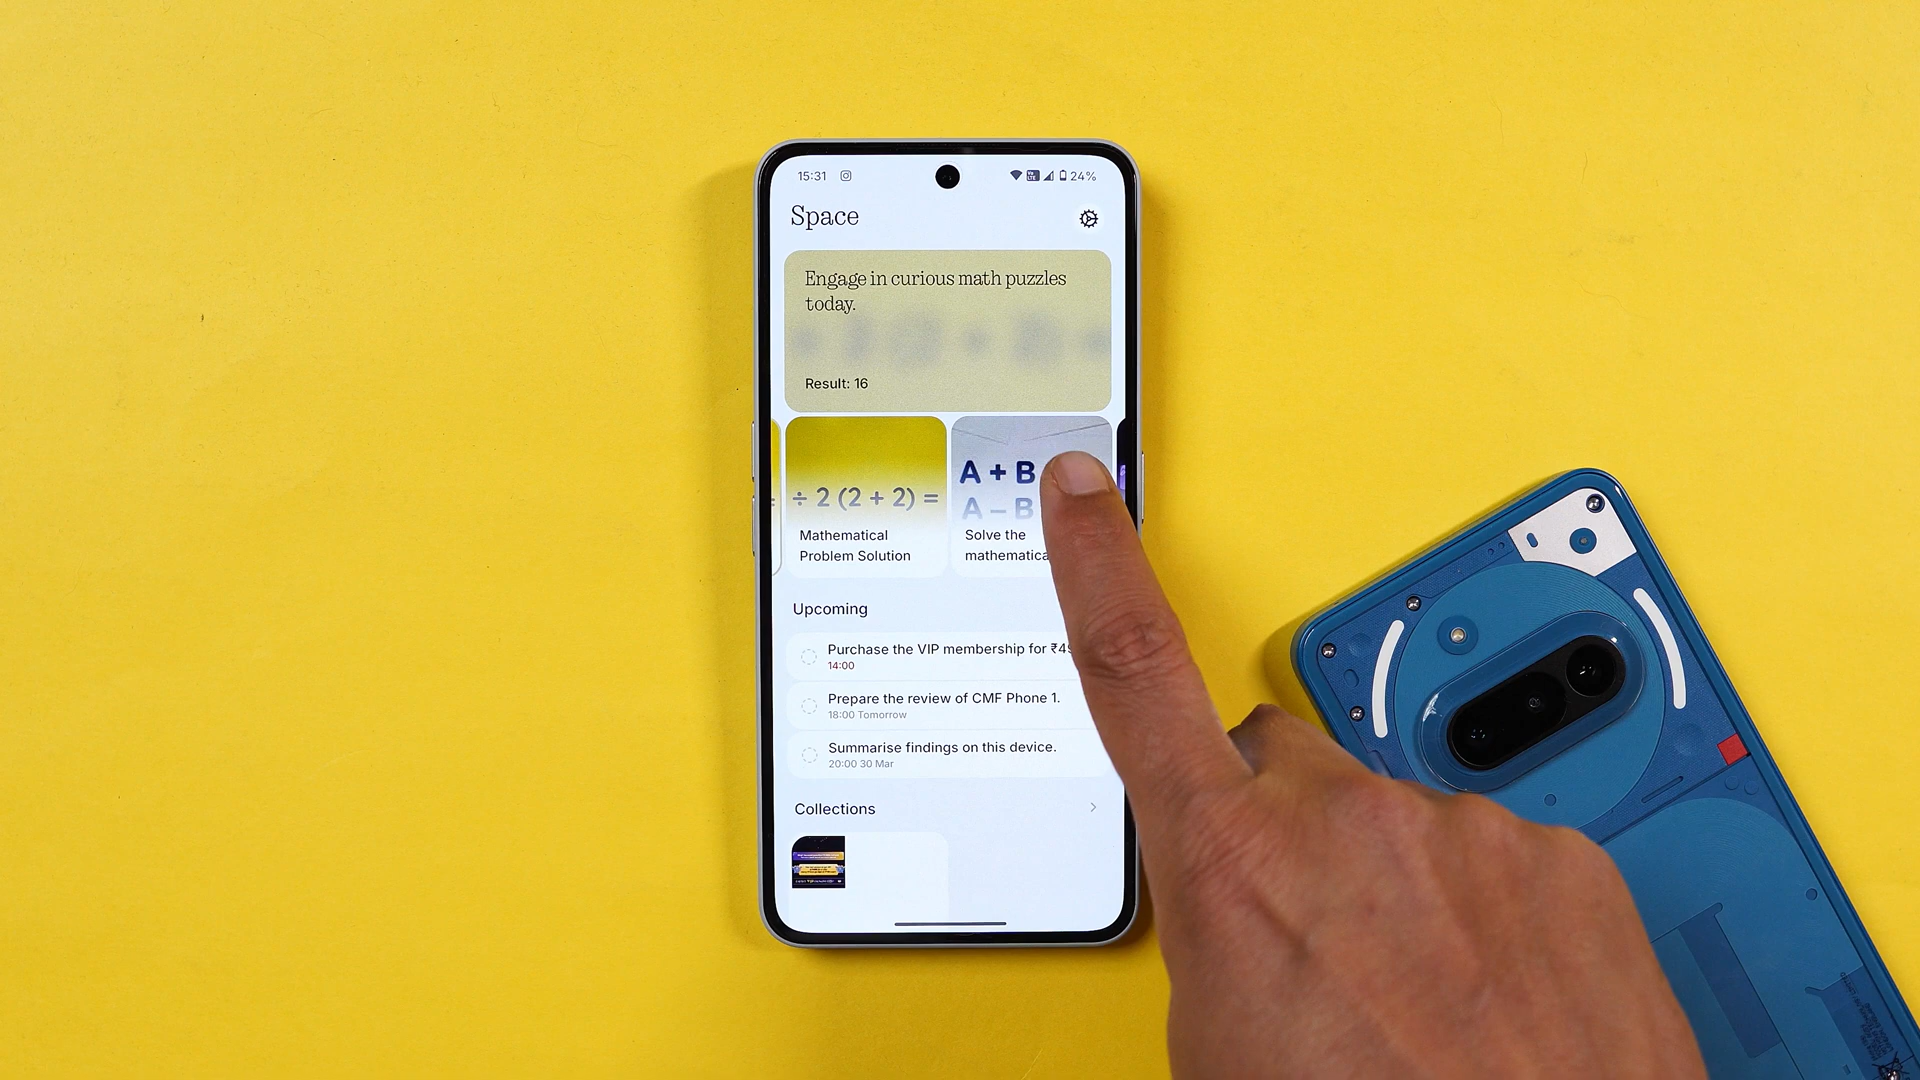 15:31
24%
Space
Engage in curious math puzzles
today.
Result: 16
÷ 2 (2 + 2) =
Mathematical
Problem Solution
A + B
A – B
Solve the
Upcoming
Purchase the VIP membership for
14:00
Prepare the review of CMF Phone 1.
18:00 Tomorrow
Summarise findings on this device.
20:00 30 Mar
Collections